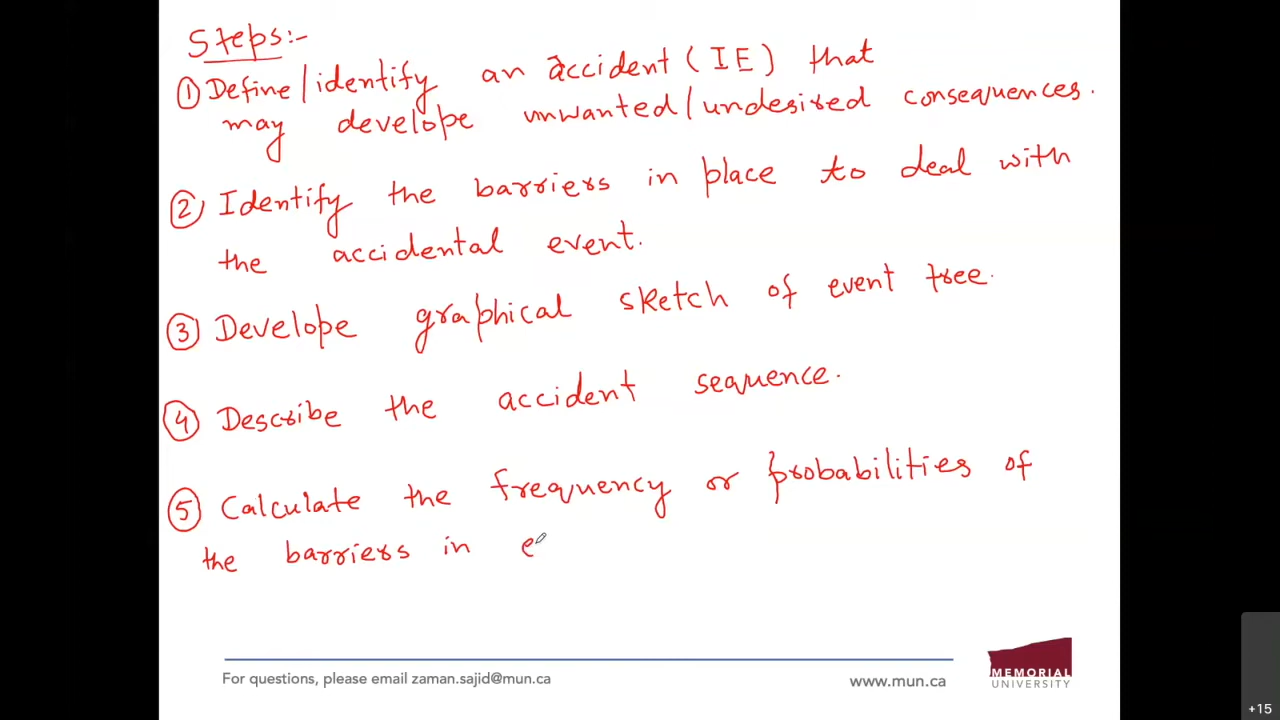 Steps:-
① Define/identify an accident (IE) that
may develope unwanted/undesired consequences.
② Identify the barriers in place to deal with
the accidental event.
③ Develope graphical sketch of event tree.
④ Describe the accident sequence.
⑤ Calculate the frequency or probabilities of
the barriers in e
For questions, please email zaman.sajid@mun.ca
www.mun.ca
MEMORIAL
UNIVERSITY
+15